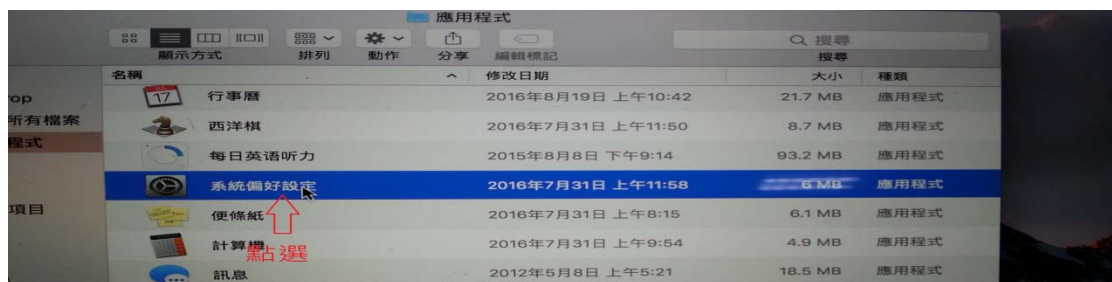 應用程式
顯示方式 排列 動作 分享 編輯標記 搜尋
搜尋
名稱 修改日期 大小 種類
17 行事曆 2016年8月19日 上午10:42 21.7 MB 應用程式
西洋棋 2016年7月31日 上午11:50 8.7 MB 應用程式
每日英语听力 2015年8月8日 下午9:14 93.2 MB 應用程式
系統偏好設定 2016年7月31日 上午11:58 6 MB 應用程式
便條紙 2016年7月31日 上午8:15 6.1 MB 應用程式
計算機 2016年7月31日 上午9:54 4.9 MB 應用程式
訊息 2012年5月8日 上午5:21 18.5 MB 應用程式
op
所有檔案
程式
項目
點選